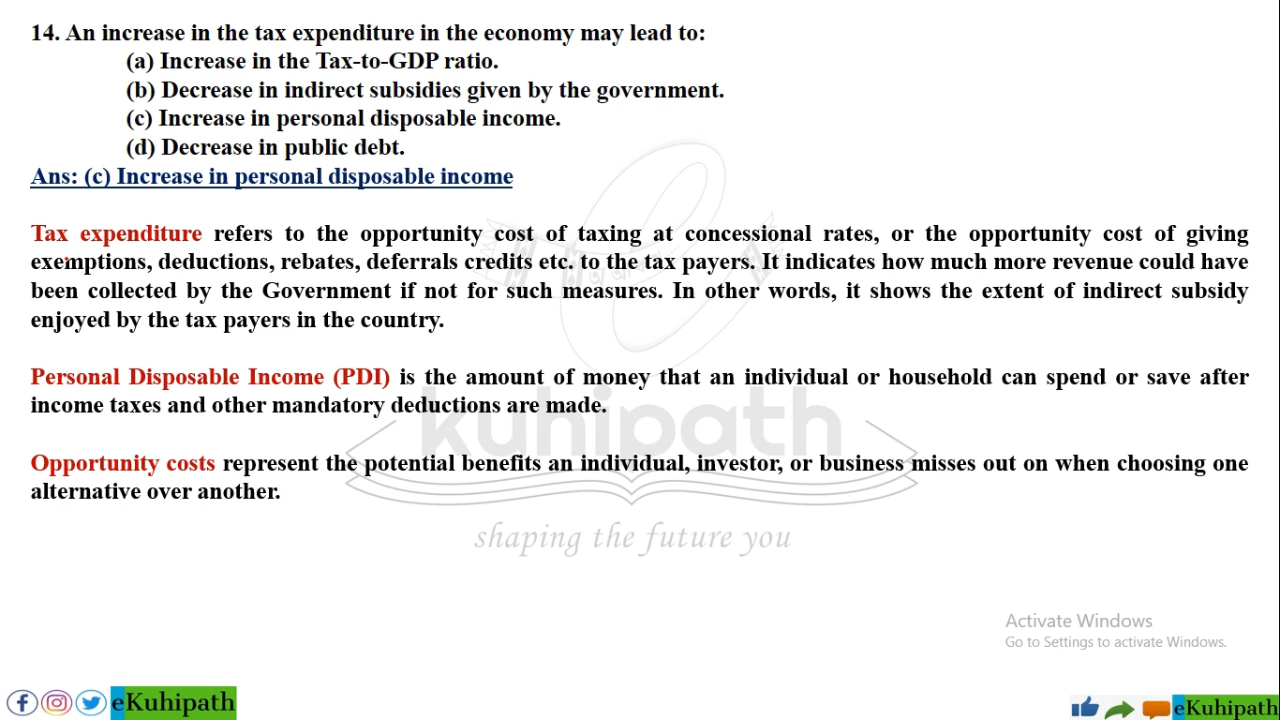 14. An increase in the tax expenditure in the economy may lead to:
(a) Increase in the Tax-to-GDP ratio.
(b) Decrease in indirect subsidies given by the government.
(c) Increase in personal disposable income.
(d) Decrease in public debt.
Ans: (c) Increase in personal disposable income
Tax expenditure refers to the opportunity cost of taxing at concessional rates, or the opportunity cost of giving
exemptions, deductions, rebates, deferrals credits etc. to the tax payers. It indicates how much more revenue could have
been collected by the Government if not for such measures. In other words, it shows the extent of indirect subsidy
enjoyed by the tax payers in the country.
Personal Disposable Income (PDI) is the amount of money that an individual or household can spend or save after
income taxes and other mandatory deductions are made.
kuhipath
Opportunity costs represent the potential benefits an individual, investor, or business misses out on when choosing one
alternative over another.
shaping the future you
Activate Windows
Go to Settings to activate Windows.
eKuhipath
eKuhipath